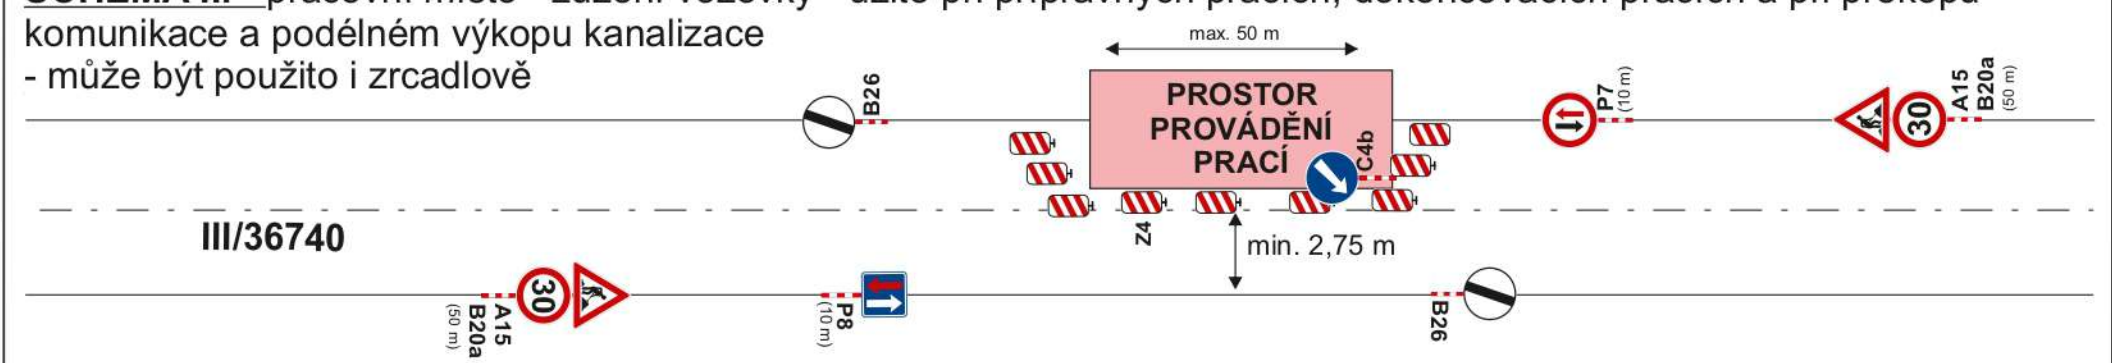 komunikace a podélném výkopu kanalizace
- může být použito i zrcadlově
max. 50 m
B26
PROSTOR
PROVÁDĚNÍ
PRACÍ
C4b
P7
(10 m)
30
A15
B20a
(50 m)
III/36740
Z4
min. 2,75 m
30
A15
B20a
(50 m)
P8
(10 m)
B26